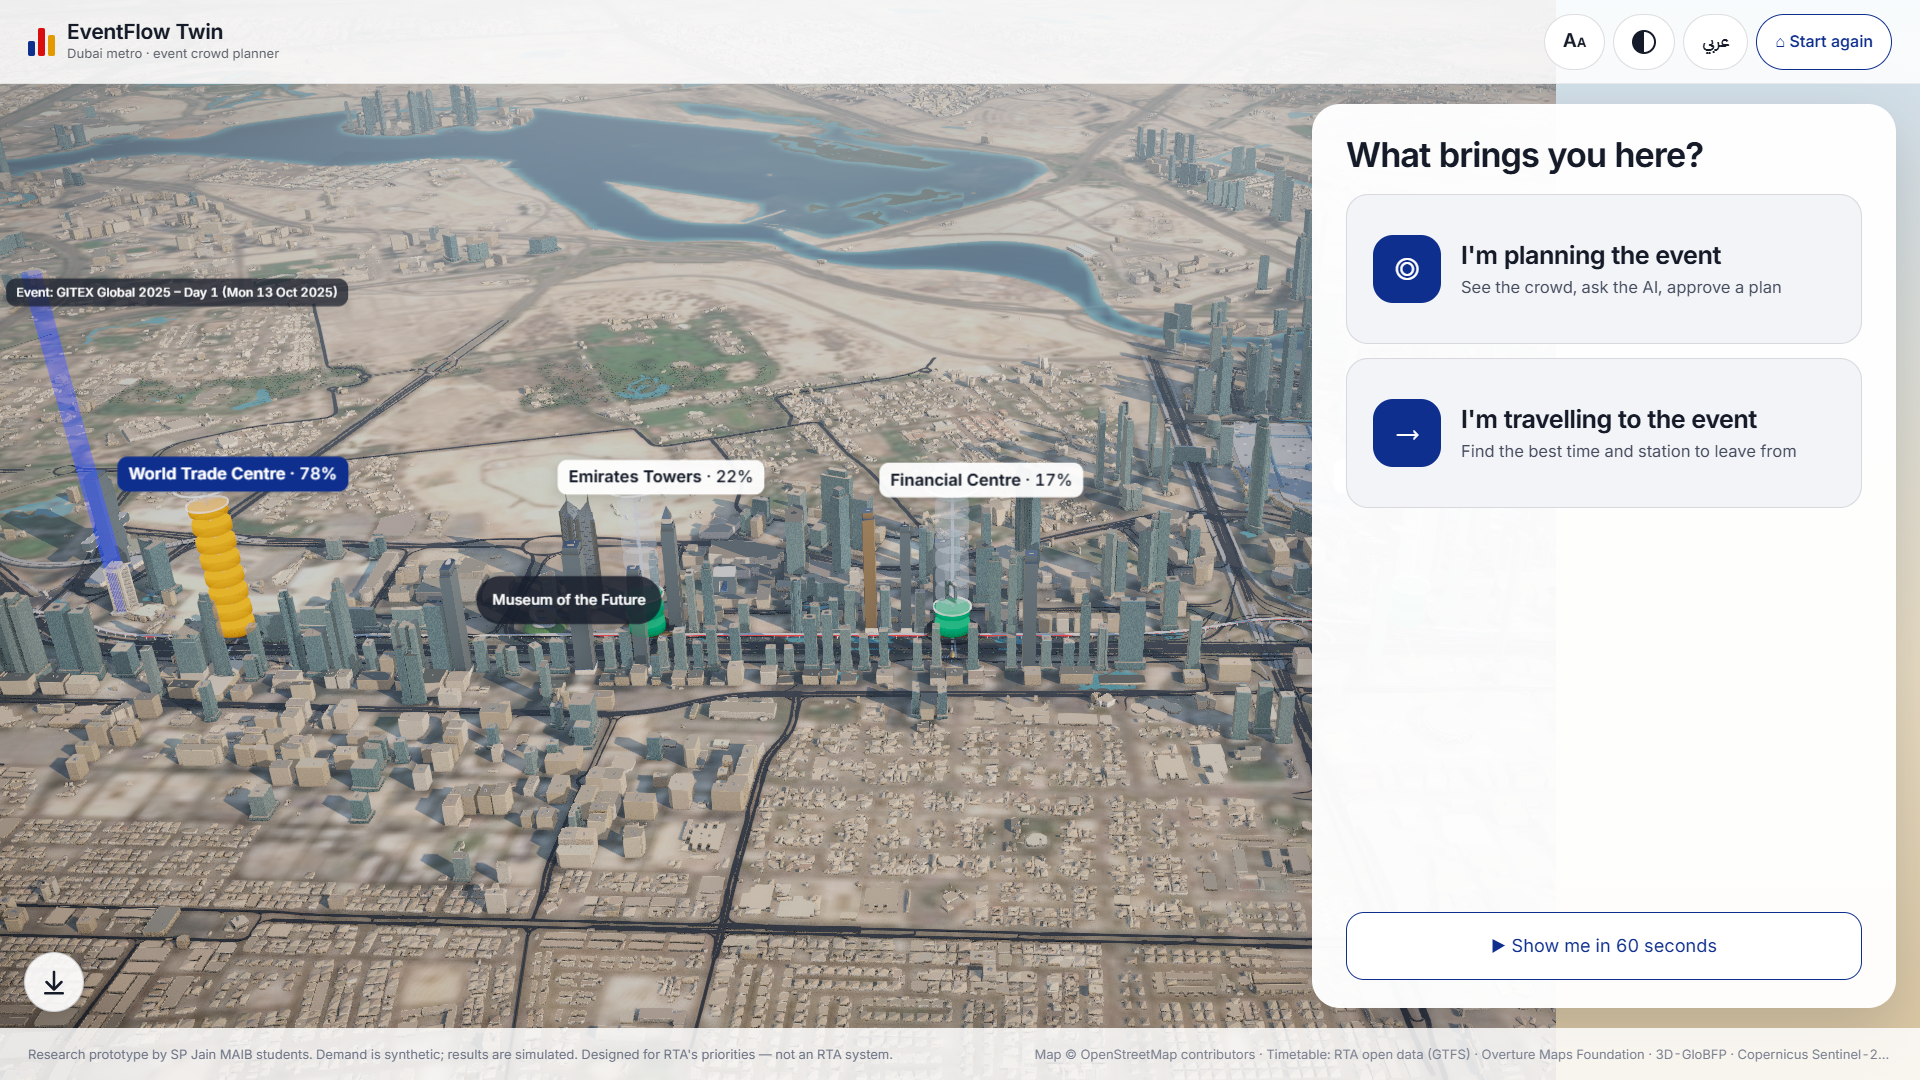 EventFlow Twin
Dubai metro · event crowd planner
AA
عربي
⌂ Start again
What brings you here?
I'm planning the event
See the crowd, ask the AI, approve a plan
I'm travelling to the event
Find the best time and station to leave from
Event: GITEX Global 2025 – Day 1 (Mon 13 Oct 2025)
World Trade Centre · 78%
Emirates Towers · 22%
Financial Centre · 17%
Museum of the Future
▶ Show me in 60 seconds
Research prototype by SP Jain MAIB students. Demand is synthetic; results are simulated. Designed for RTA's priorities — not an RTA system.
Map © OpenStreetMap contributors · Timetable: RTA open data (GTFS) · Overture Maps Foundation · 3D-GloBFP · Copernicus Sentinel-2...